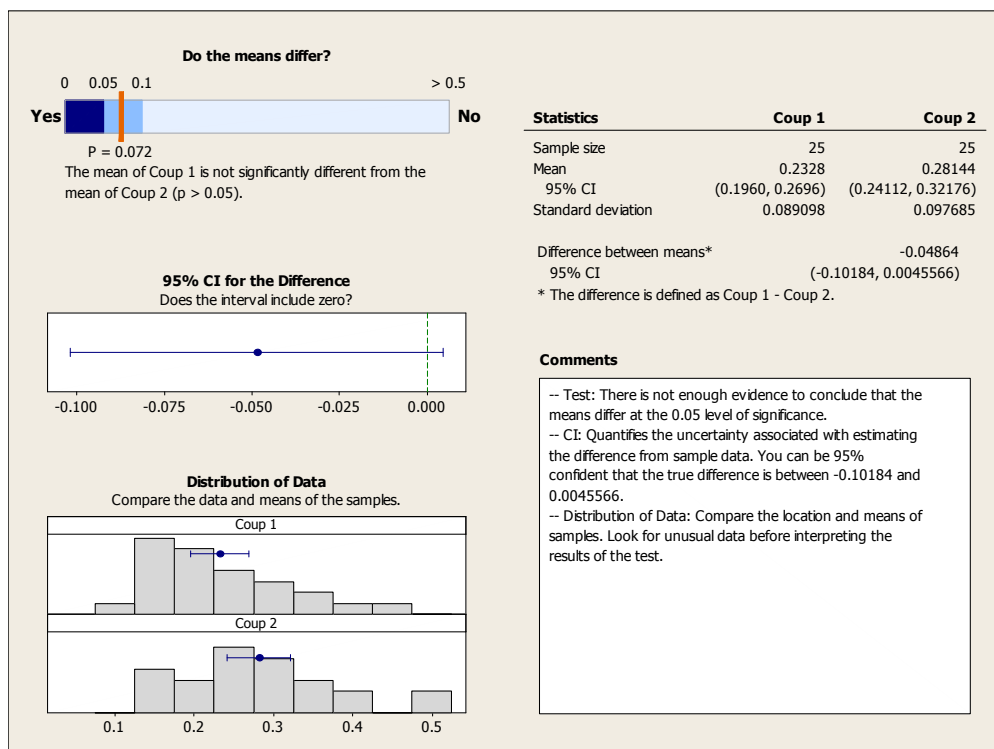 Do the means differ?
0 0.05 0.1 > 0.5
Yes No
P = 0.072
The mean of Coup 1 is not significantly different from the
mean of Coup 2 (p > 0.05).
Statistics Coup 1 Coup 2
Sample size 25 25
Mean 0.2328 0.28144
95% CI (0.1960, 0.2696) (0.24112, 0.32176)
Standard deviation 0.089098 0.097685
Difference between means* -0.04864
95% CI (-0.10184, 0.0045566)
* The difference is defined as Coup 1 - Coup 2.
95% CI for the Difference
Does the interval include zero?
-0.100 -0.075 -0.050 -0.025 0.000
Comments
-- Test: There is not enough evidence to conclude that the
means differ at the 0.05 level of significance.
-- CI: Quantifies the uncertainty associated with estimating
the difference from sample data. You can be 95%
confident that the true difference is between -0.10184 and
0.0045566.
-- Distribution of Data: Compare the location and means of
samples. Look for unusual data before interpreting the
results of the test.
Distribution of Data
Compare the data and means of the samples.
Coup 1
Coup 2
0.1 0.2 0.3 0.4 0.5